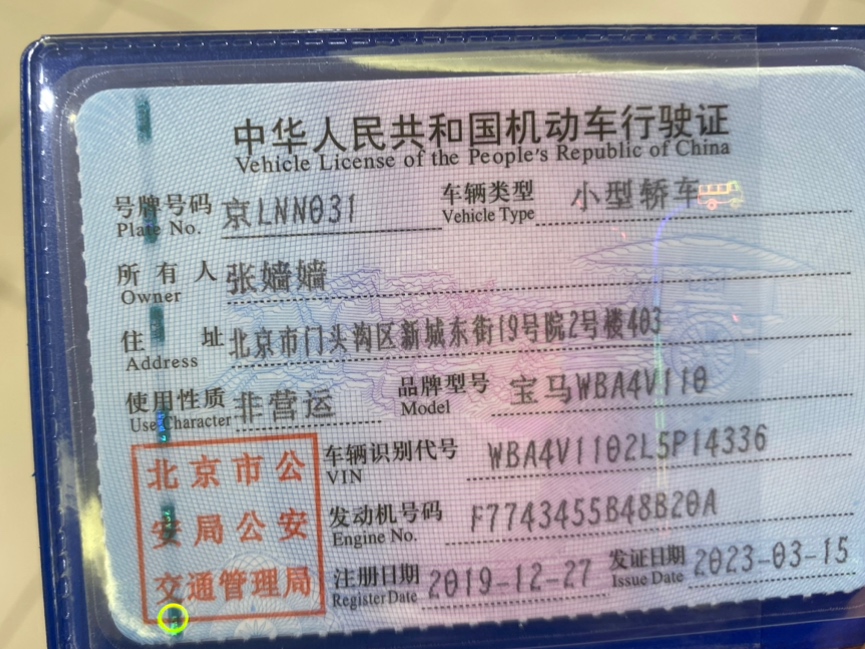 中华人民共和国机动车行驶证
Vehicle License of the People's Republic of China
号牌号码 京LNN031 车辆类型 小型轿车
Plate No. Vehicle Type
所有人 张嫱嫱
Owner
住址 北京市门头沟区新城东街19号院2号楼403
Address
使用性质 非营运 品牌型号 宝马WBA4V110
Use Character Model
北京市公
安局公安
交通管理局
车辆识别代号 WBA4V1102L5P14336
VIN
发动机号码 F7743455B48B20A
Engine No.
注册日期 2019-12-27 发证日期 2023-03-15
Register Date Issue Date